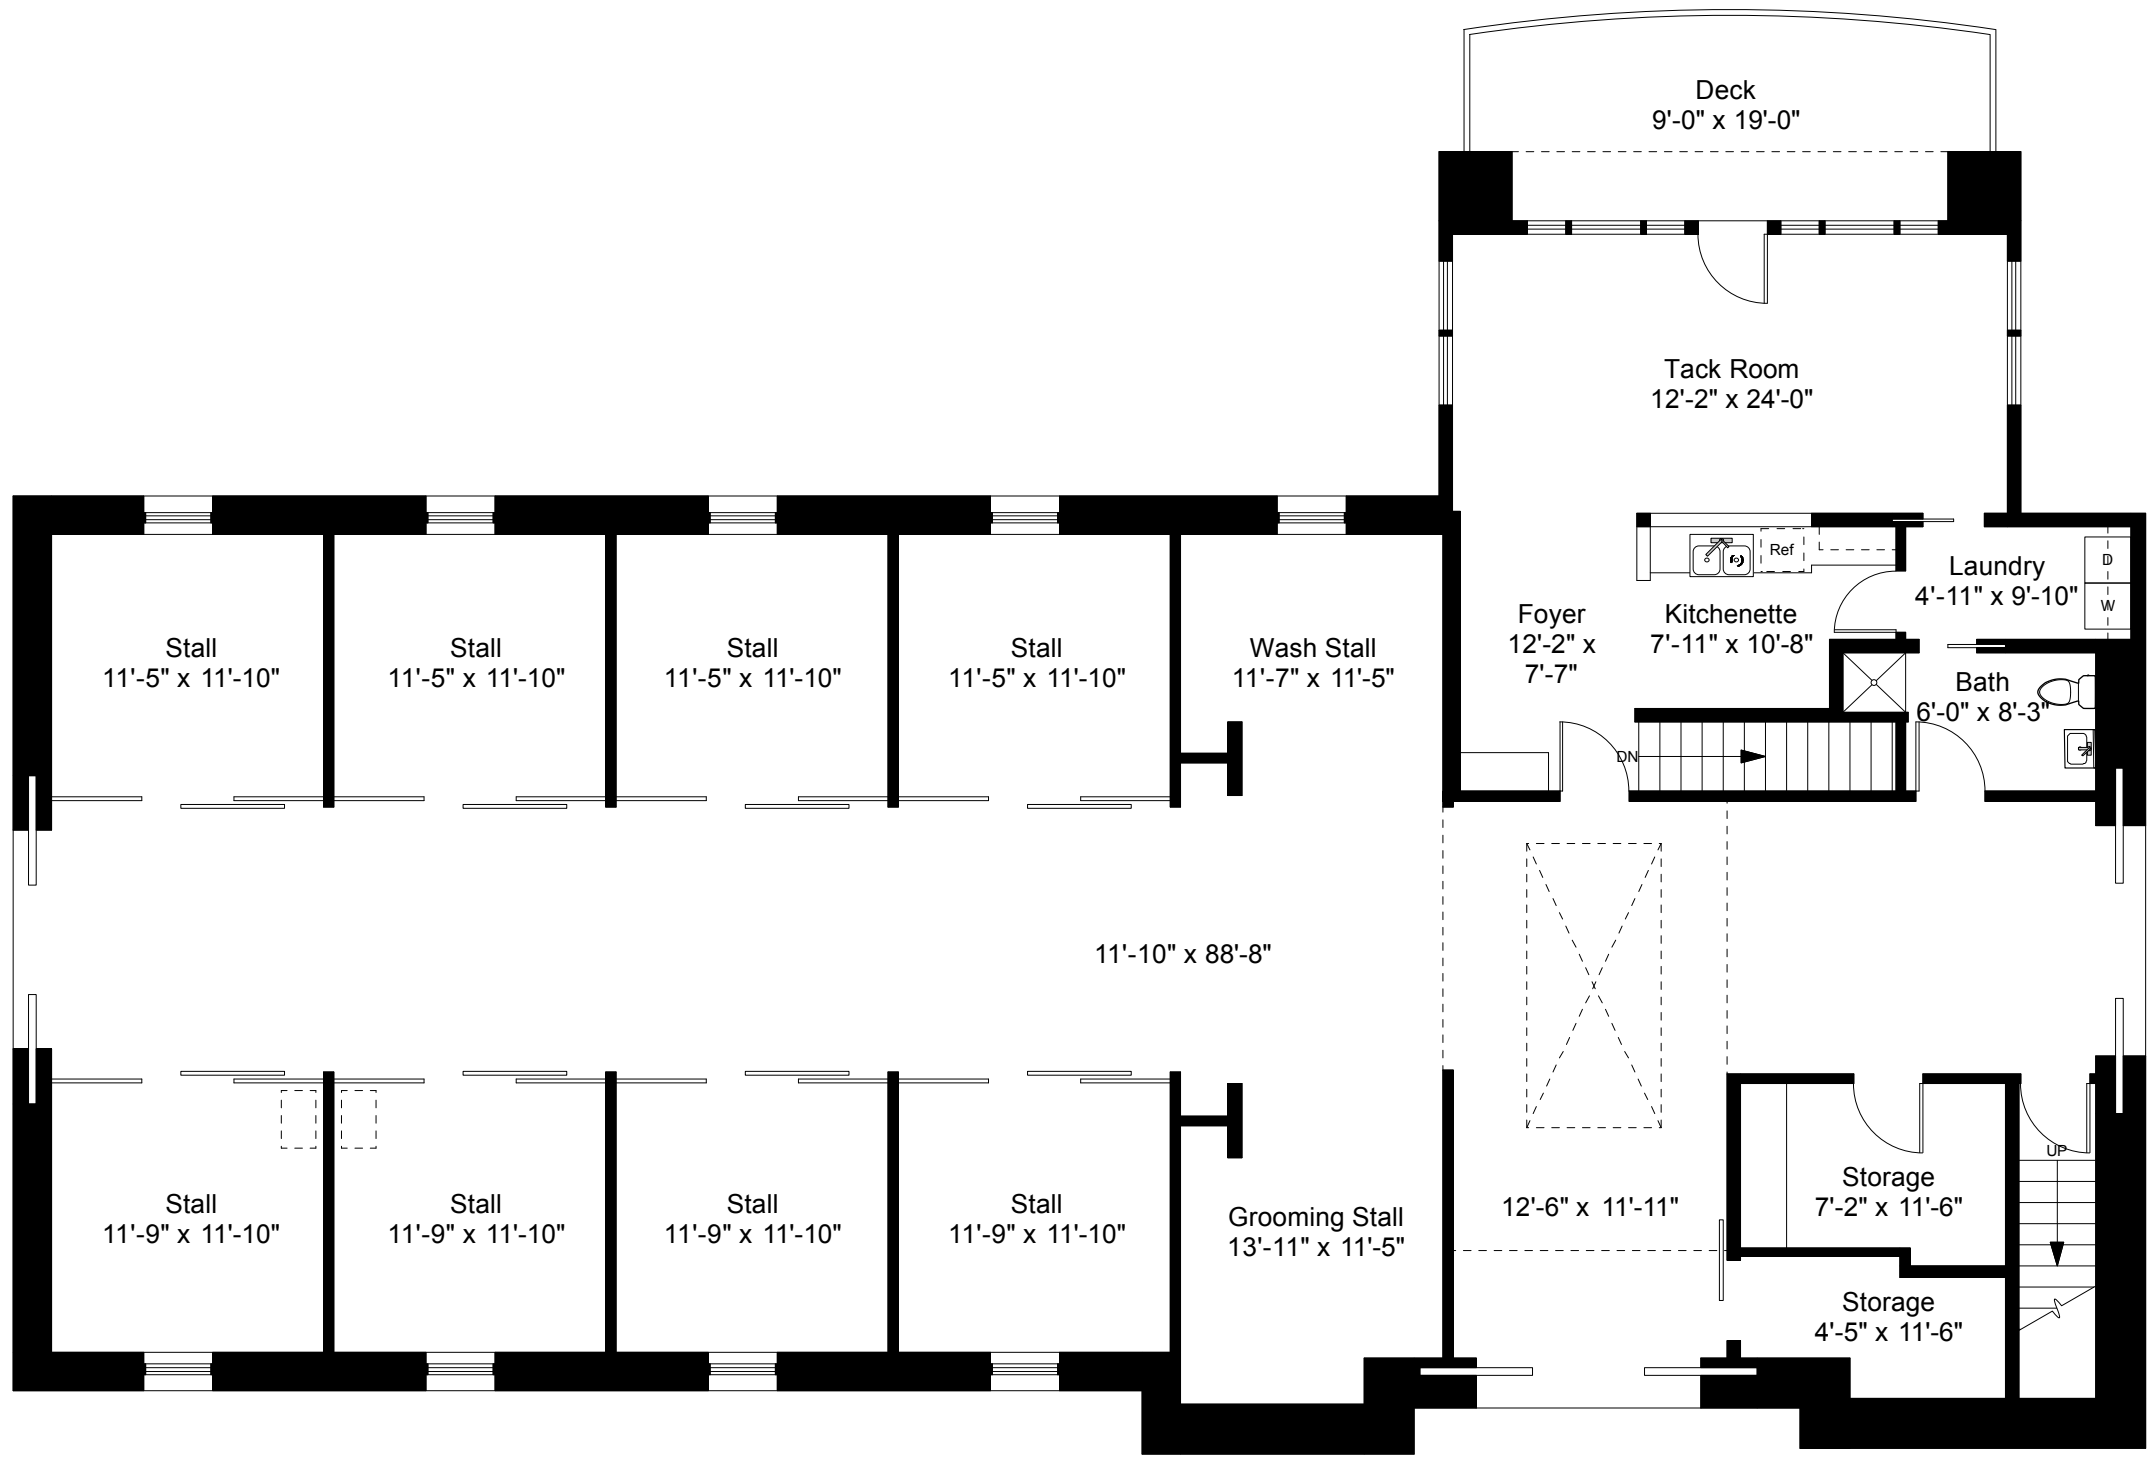 Deck
9'-0" x 19'-0"
Tack Room
12'-2" x 24'-0"
Ref
D
W
Laundry
4'-11" x 9'-10"
Foyer
12'-2" x
7'-7"
Kitchenette
7'-11" x 10'-8"
Stall
11'-5" x 11'-10"
Stall
11'-5" x 11'-10"
Stall
11'-5" x 11'-10"
Stall
11'-5" x 11'-10"
Wash Stall
11'-7" x 11'-5"
Bath
6'-0" x 8'-3"
DN
11'-10" x 88'-8"
UP
Stall
11'-9" x 11'-10"
Stall
11'-9" x 11'-10"
Stall
11'-9" x 11'-10"
Stall
11'-9" x 11'-10"
Grooming Stall
13'-11" x 11'-5"
12'-6" x 11'-11"
Storage
7'-2" x 11'-6"
Storage
4'-5" x 11'-6"